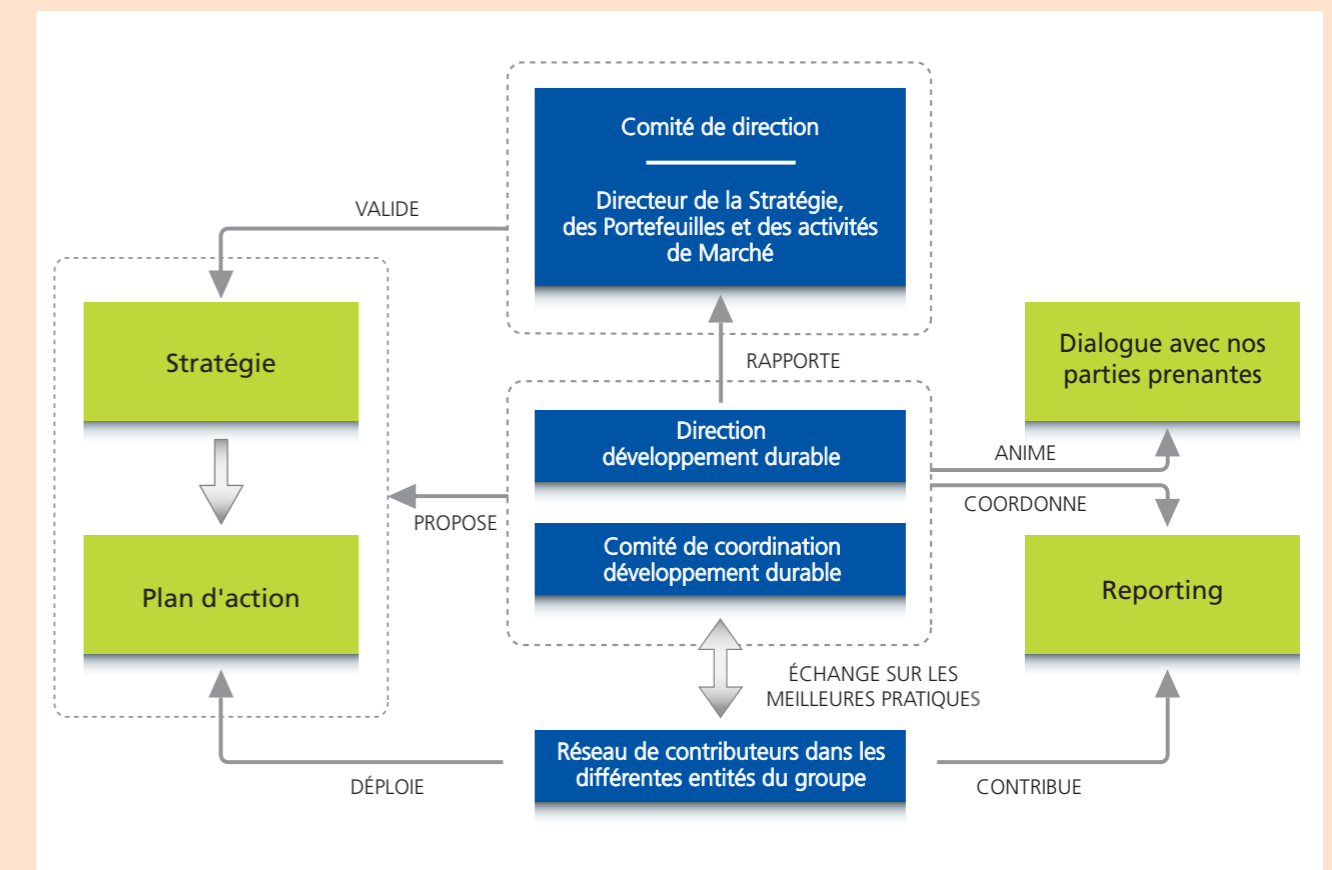 Comité de direction
Directeur de la Stratégie,
des Portefeuilles et des activités
de Marché
VALIDE
Stratégie
RAPPORTE
Dialogue avec nos
parties prenantes
Direction
développement durable
ANIME
COORDONNE
PROPOSE
Comité de coordination
développement durable
Plan d'action
Reporting
ÉCHANGE SUR LES
MEILLEURES PRATIQUES
Réseau de contributeurs dans les
différentes entités du groupe
DÉPLOIE
CONTRIBUE